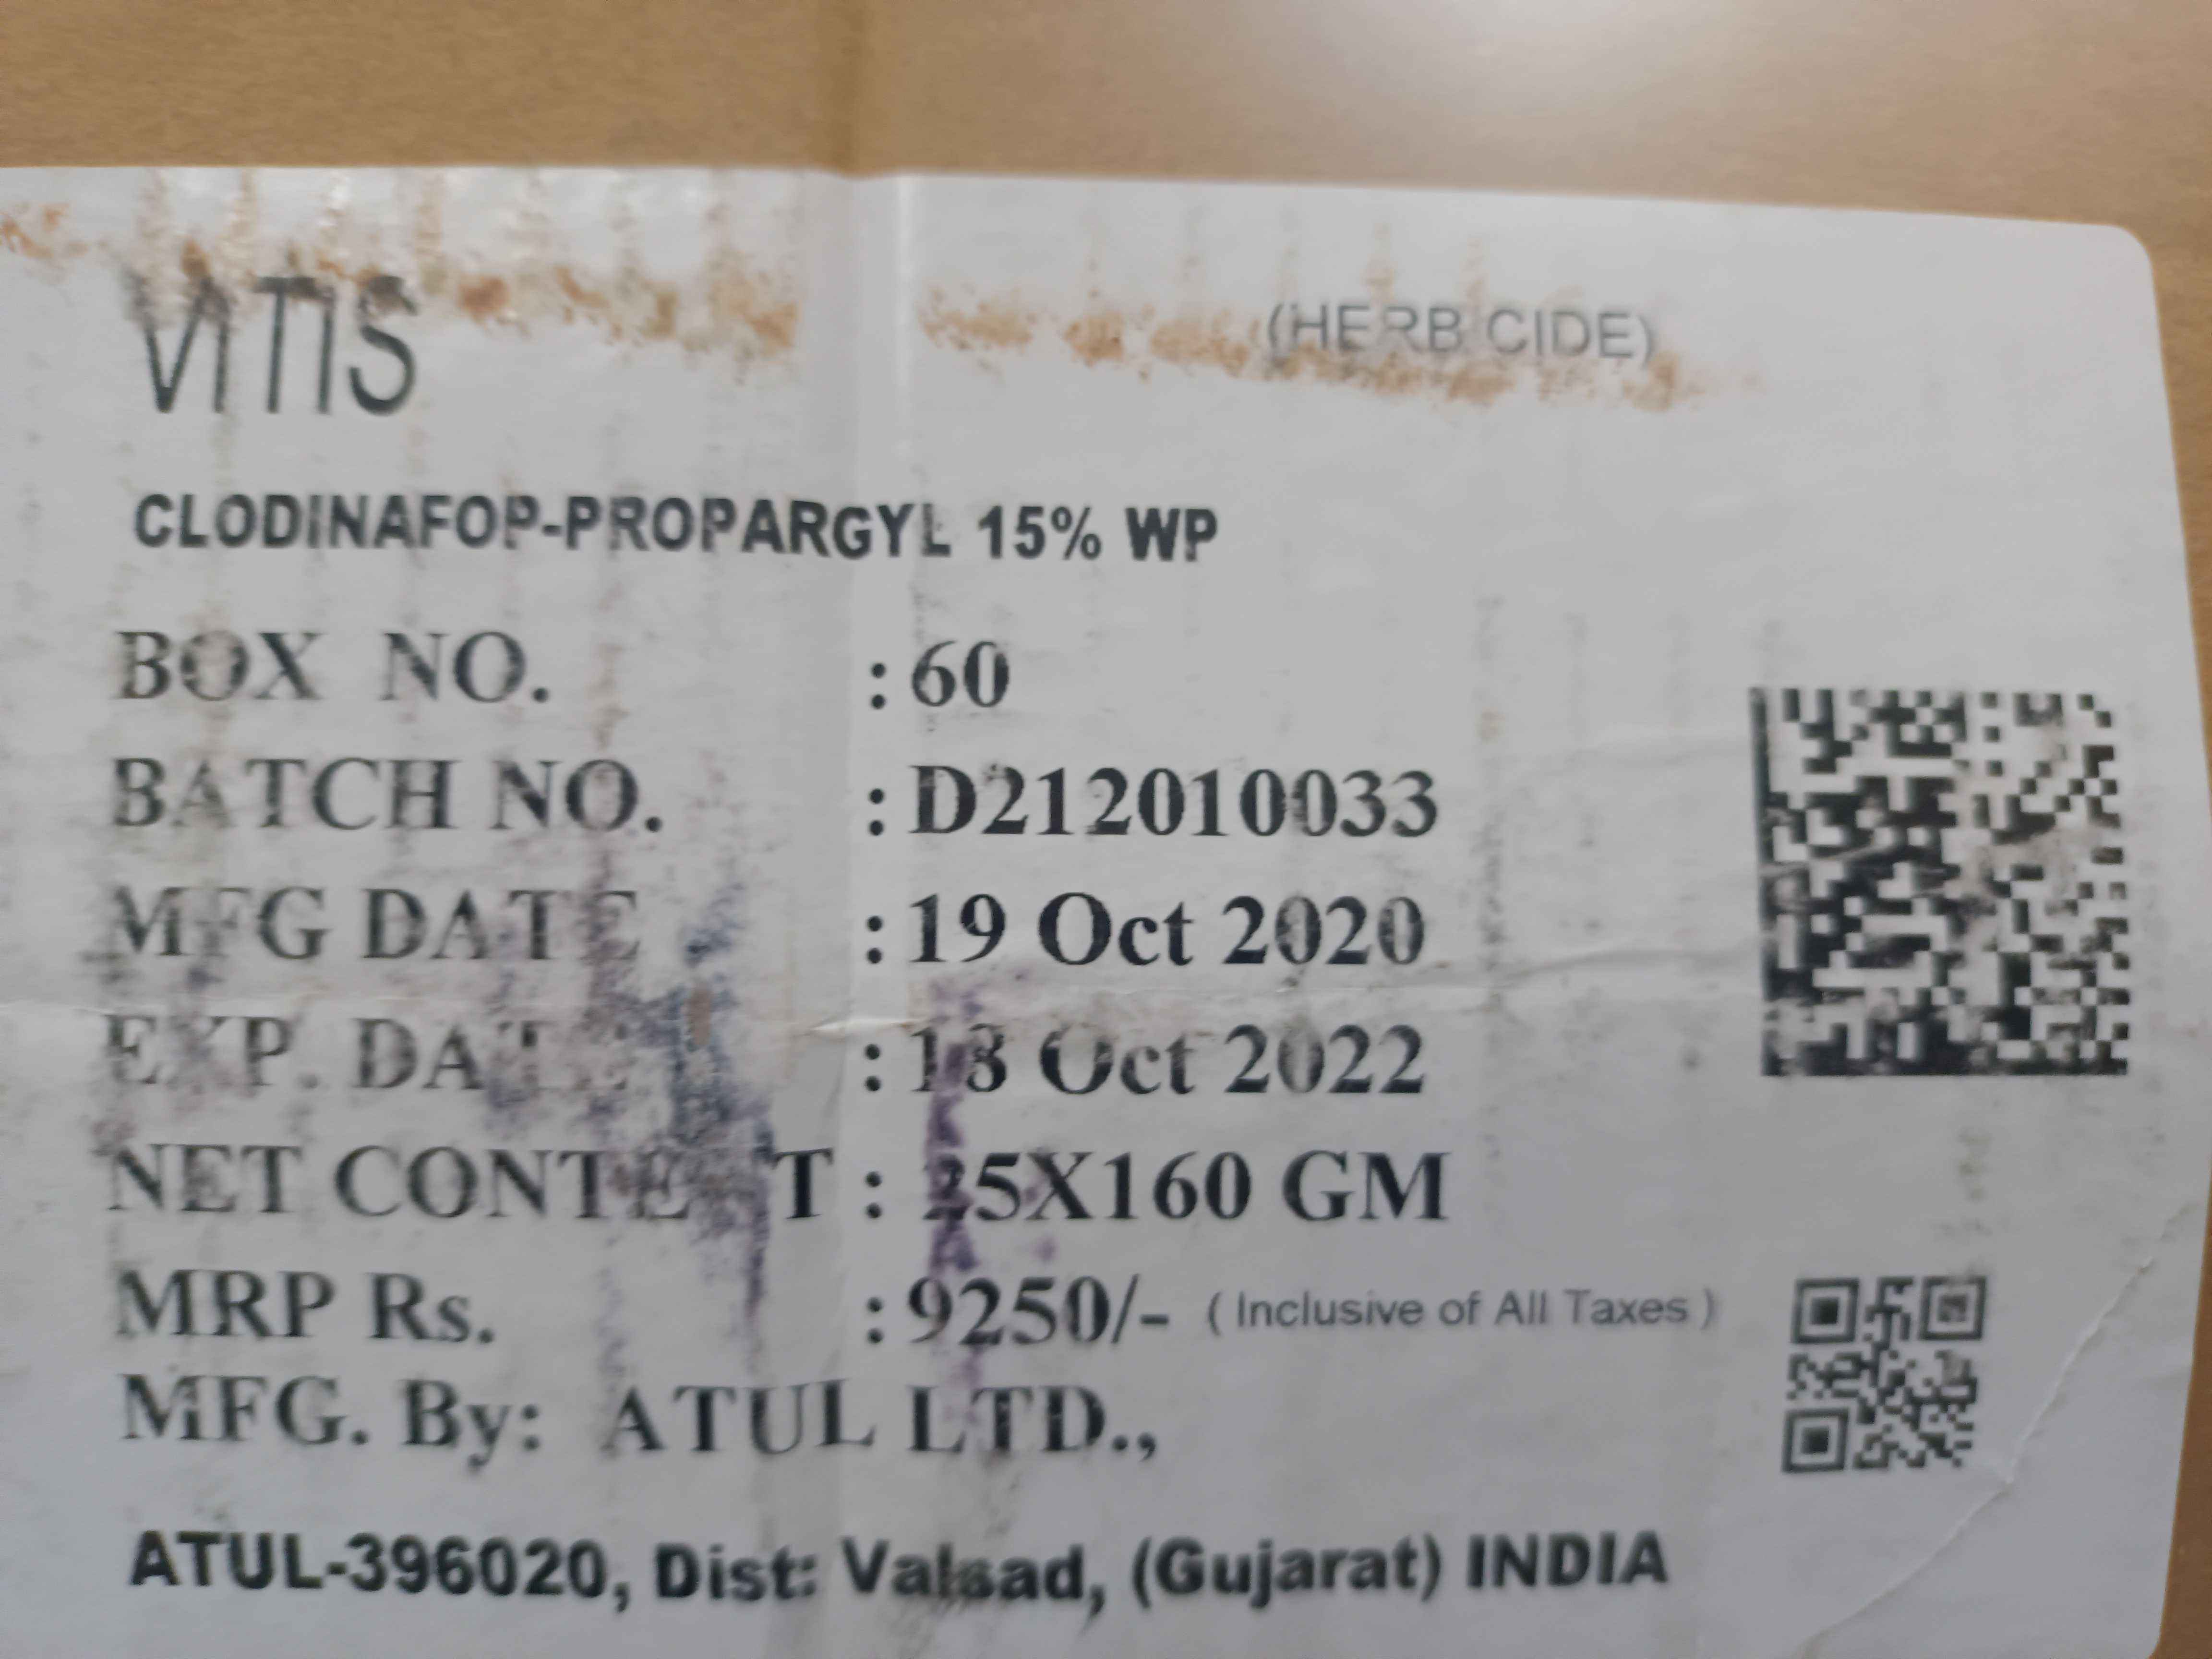 VITIS (HERBICIDE)
CLODINAFOP-PROPARGYL 15% WP
BOX NO. : 60
BATCH NO. : D212010033
MFG DATE : 19 Oct 2020
EXP. DATE : 18 Oct 2022
NET CONTENT : 25X160 GM
MRP Rs. : 9250/- ( Inclusive of All Taxes )
MFG. By: ATUL LTD.,
ATUL-396020, Dist: Valsad, (Gujarat) INDIA